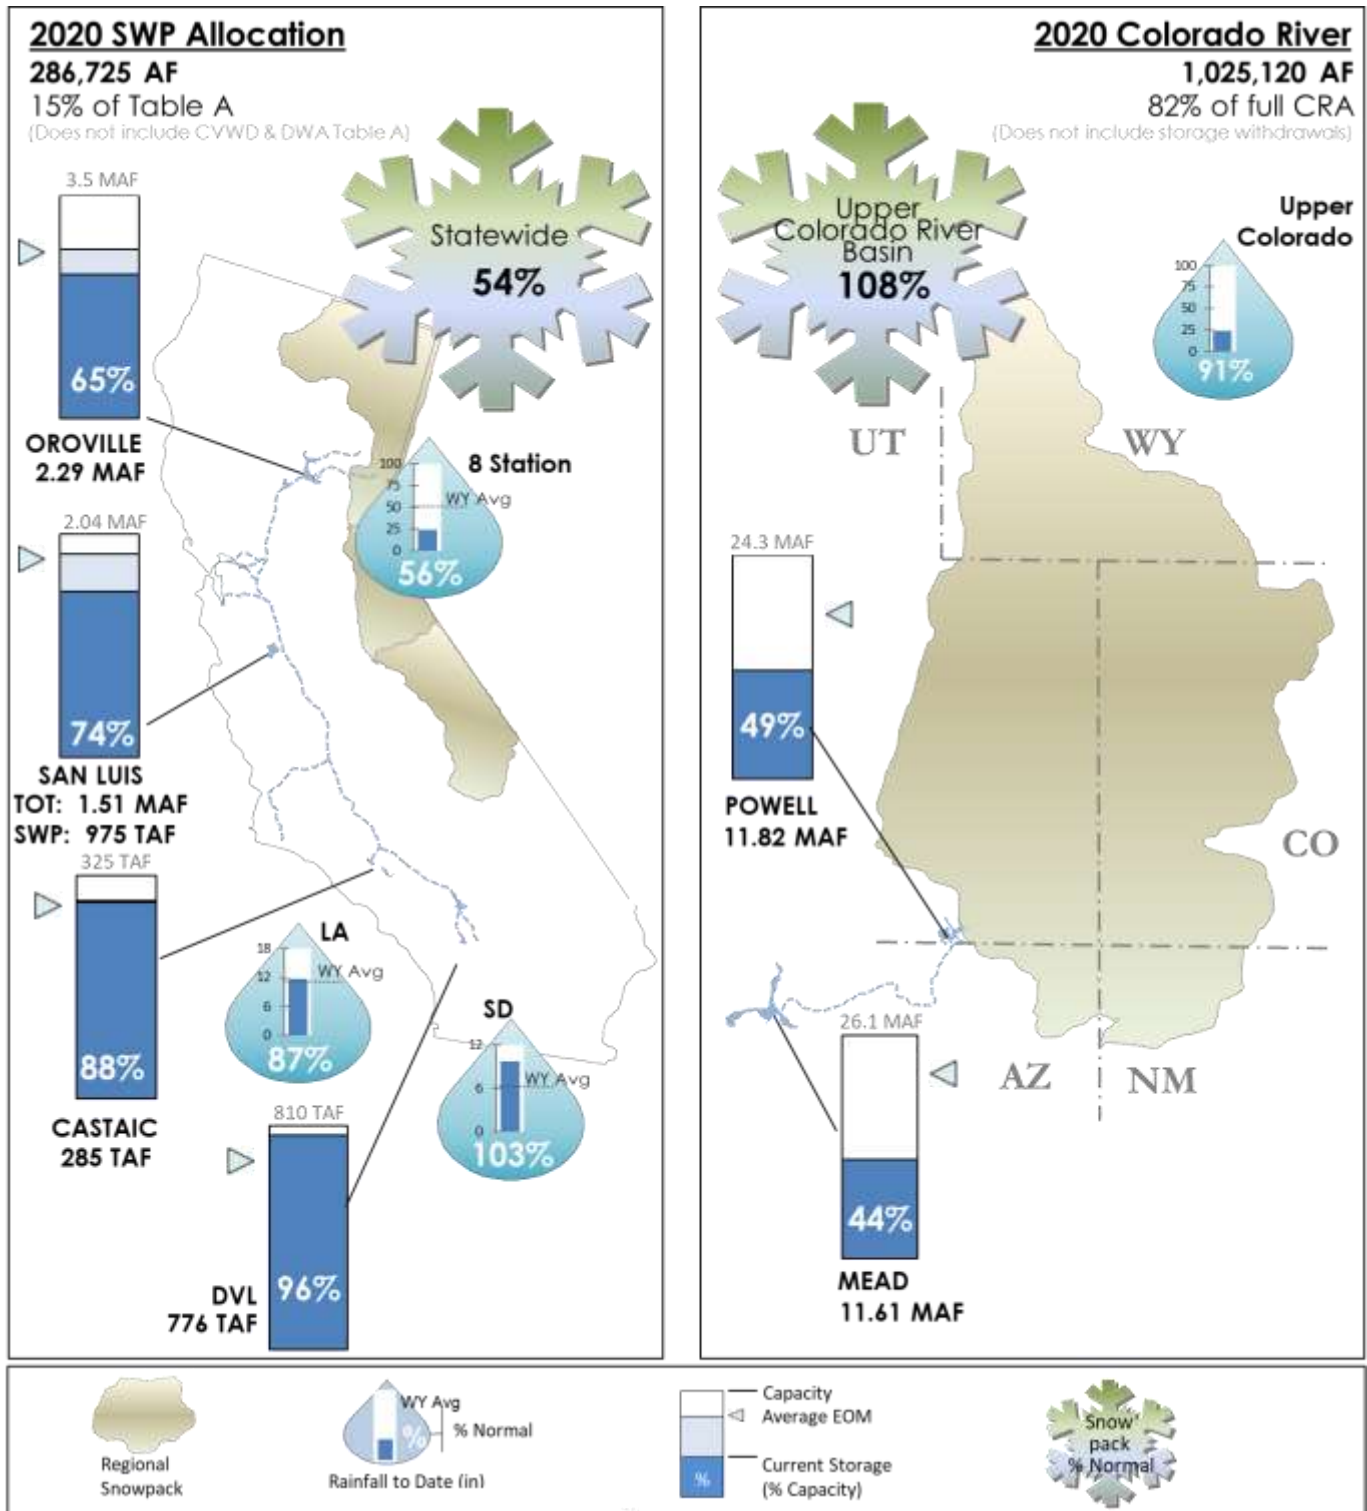 2020 SWP Allocation
286,725 AF
15% of Table A
(Does not include CVWD & DWA Table A)
3.5 MAF
65%
OROVILLE
2.29 MAF
Statewide
54%
8 Station
100
75
50
25
0
WY Avg
56%
2.04 MAF
74%
SAN LUIS
TOT: 1.51 MAF
SWP: 975 TAF
325 TAF
88%
CASTAIC
285 TAF
LA
18
12
6
0
WY Avg
87%
SD
12
6
0
WY Avg
103%
810 TAF
96%
DVL
776 TAF
2020 Colorado River
1,025,120 AF
82% of full CRA
(Does not include storage withdrawals)
Upper
Colorado River
Basin
108%
Upper
Colorado
100
75
50
25
0
91%
UT
WY
24.3 MAF
49%
POWELL
11.82 MAF
CO
26.1 MAF
AZ
NM
44%
MEAD
11.61 MAF
Regional
Snowpack
WY Avg
%
% Normal
Rainfall to Date (in)
Capacity
Average EOM
%
Current Storage
(% Capacity)
Snow
pack
% Normal